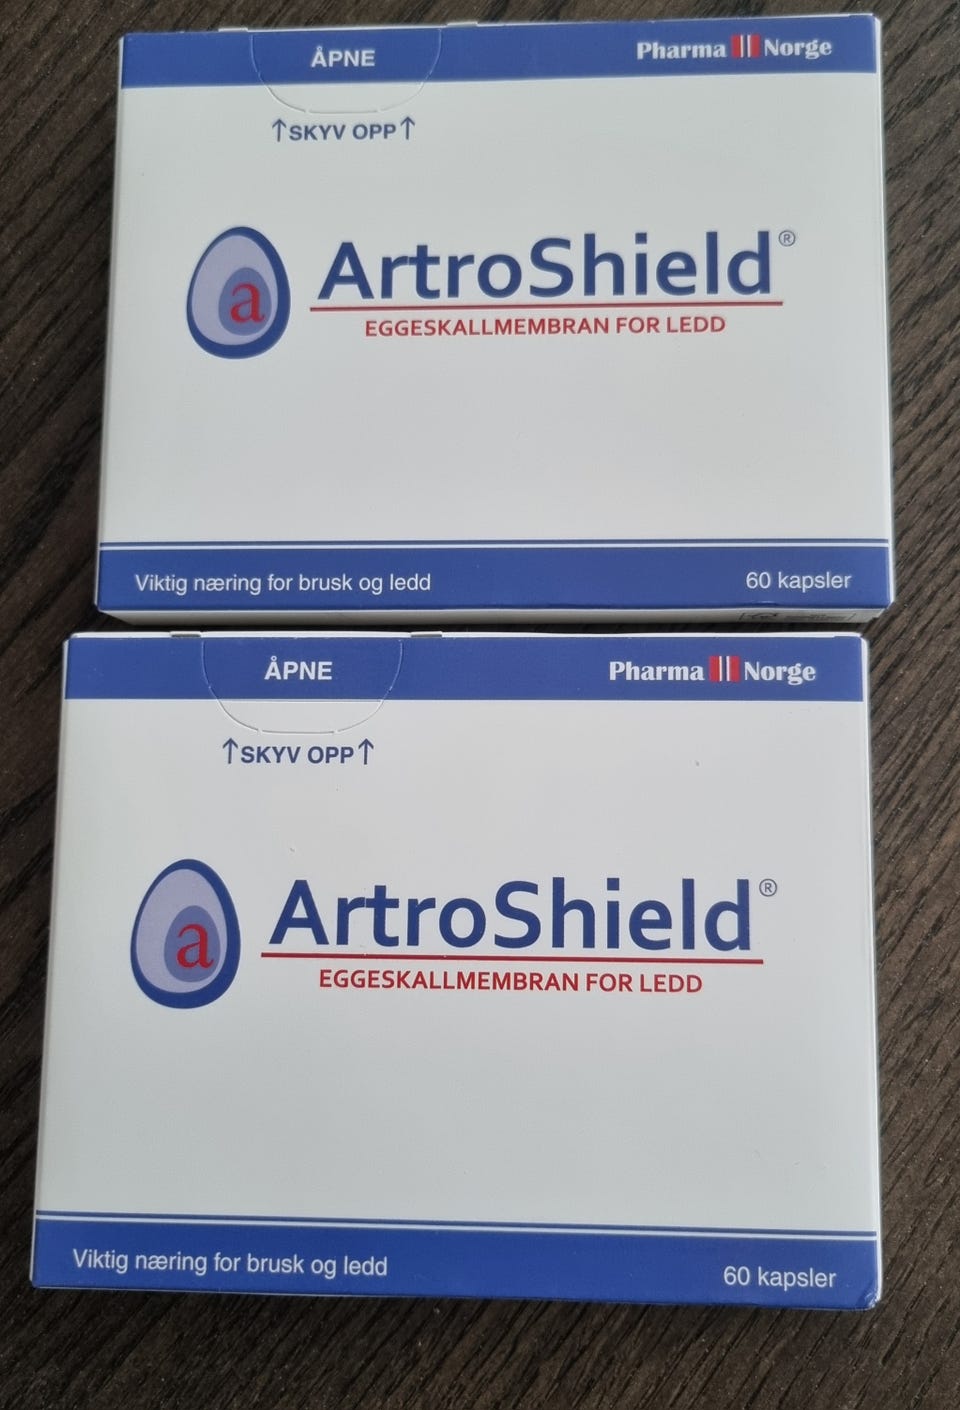 ÅPNE
Pharma Norge
↑SKYV OPP↑
a
ArtroShield®
EGGESKALLMEMBRAN FOR LEDD
Viktig næring for brusk og ledd
60 kapsler
ÅPNE
Pharma Norge
↑SKYV OPP↑
a
ArtroShield®
EGGESKALLMEMBRAN FOR LEDD
Viktig næring for brusk og ledd
60 kapsler